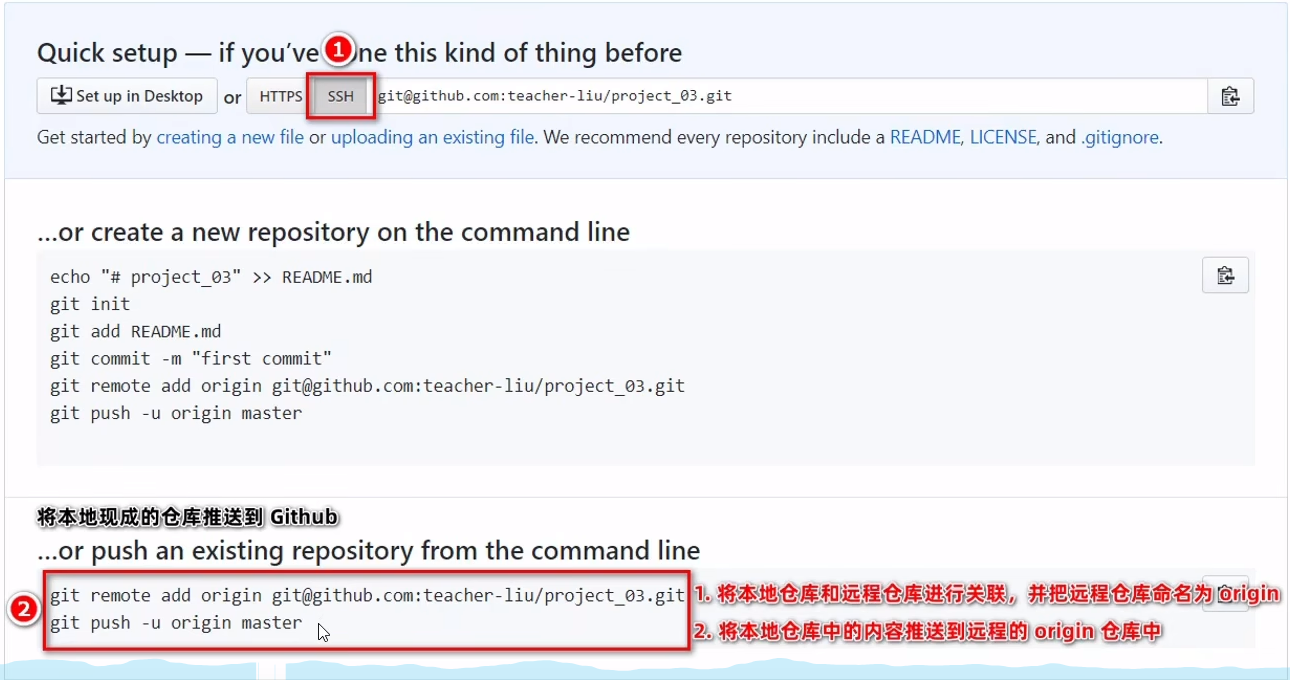 Quick setup — if you've 1 ne this kind of thing before
Set up in Desktop or HTTPS SSH git@github.com:teacher-liu/project_03.git
Get started by creating a new file or uploading an existing file. We recommend every repository include a README, LICENSE, and .gitignore.
...or create a new repository on the command line
echo "# project_03" >> README.md
git init
git add README.md
git commit -m "first commit"
git remote add origin git@github.com:teacher-liu/project_03.git
git push -u origin master
将本地现成的仓库推送到 Github
...or push an existing repository from the command line
2
git remote add origin git@github.com:teacher-liu/project_03.git
1. 将本地仓库和远程仓库进行关联，并把远程仓库命名为 origin
git push -u origin master
2. 将本地仓库中的内容推送到远程的 origin 仓库中